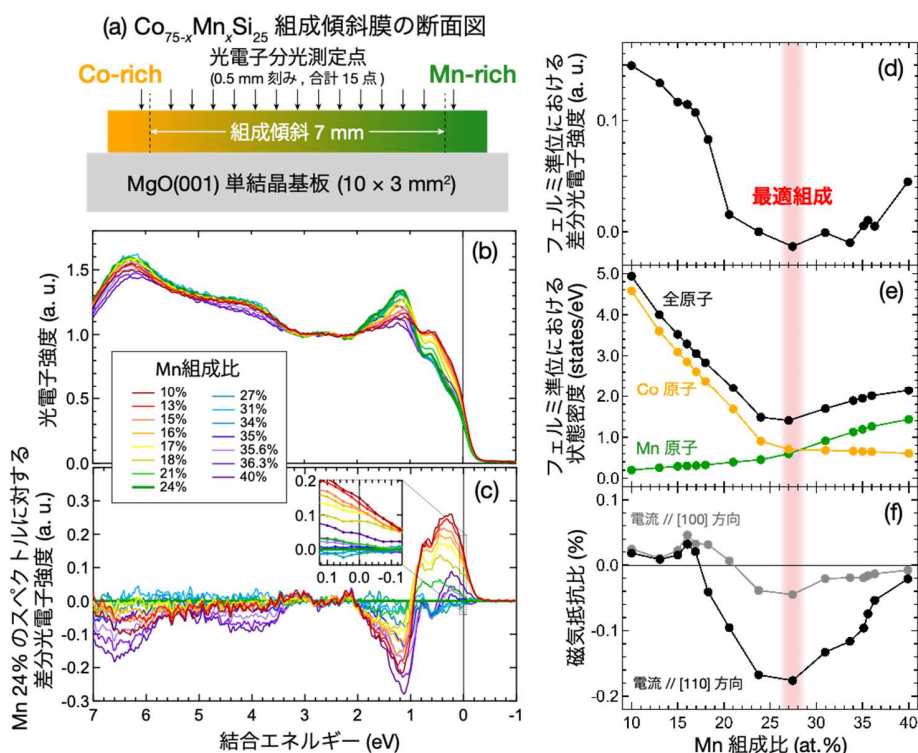 (a) Co75-xMnxSi25 組成傾斜膜の断面図
光電子分光測定点
(0.5 mm 刻み , 合計 15 点)
Co-rich
Mn-rich
組成傾斜 7 mm
MgO(001) 単結晶基板 (10 × 3 mm²)
(b)
光電子強度 (a. u.)
1.5
1.0
0.5
0.0
Mn組成比
10%
13%
15%
16%
17%
18%
21%
24%
27%
31%
34%
35%
35.6%
36.3%
40%
(c)
Mn 24% のスペクトルに対する
差分光電子強度 (a. u.)
0.3
0.2
0.1
0.0
-0.1
-0.2
-0.3
0.2
0.1
0.0
0.1 0.0 -0.1
7 6 5 4 3 2 1 0 -1
結合エネルギー (eV)
(d)
フェルミ準位における
差分光電子強度 (a. u.)
0.1
0.0
最適組成
(e)
フェルミ準位における
状態密度 (states/eV)
5.0
4.0
3.0
2.0
1.0
0.0
全原子
Co 原子
Mn 原子
(f)
磁気抵抗比 (%)
0.0
-0.1
-0.2
電流 // [100] 方向
電流 // [110] 方向
10 15 20 25 30 35 40
Mn 組成比 (at.%)